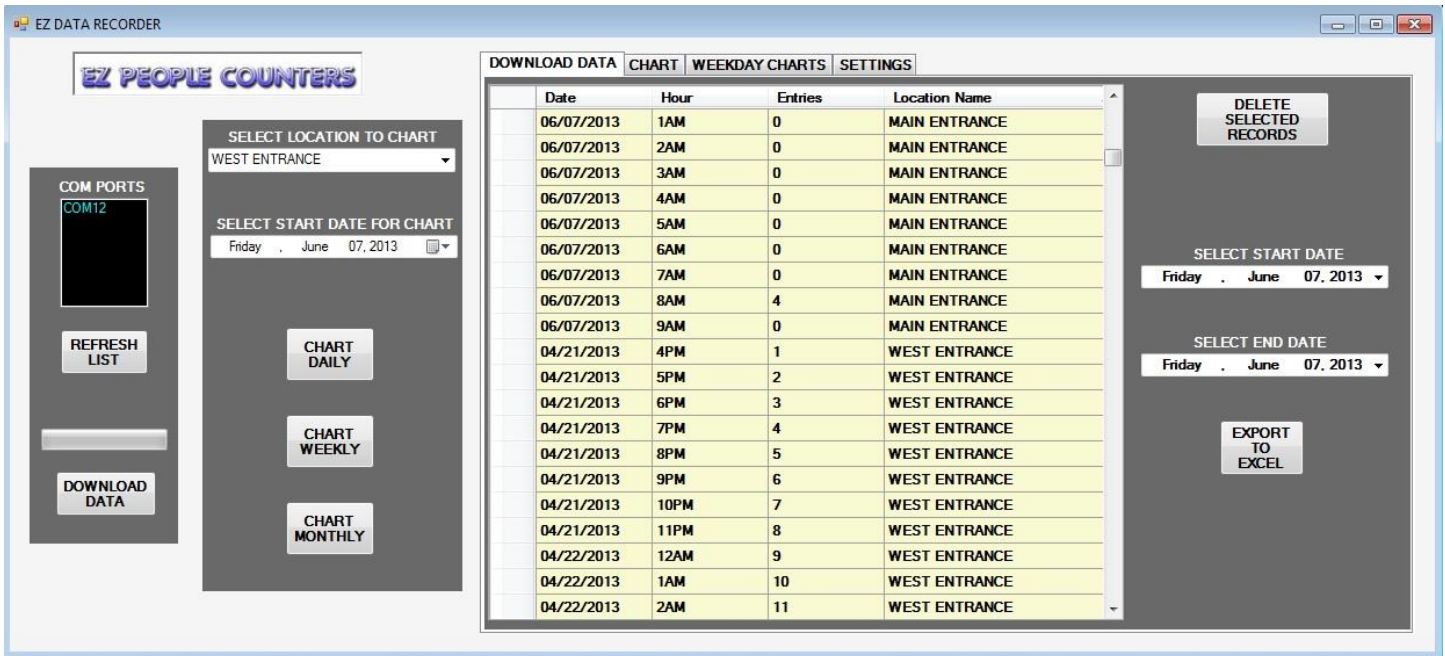 EZ DATA RECORDER
EZ PEOPLE COUNTERS
COM PORTS
COM12
REFRESH
LIST
DOWNLOAD
DATA
SELECT LOCATION TO CHART
WEST ENTRANCE
SELECT START DATE FOR CHART
Friday , June 07, 2013
CHART
DAILY
CHART
WEEKLY
CHART
MONTHLY
DOWNLOAD DATA CHART WEEKDAY CHARTS SETTINGS
Date Hour Entries Location Name
06/07/2013 1AM 0 MAIN ENTRANCE
06/07/2013 2AM 0 MAIN ENTRANCE
06/07/2013 3AM 0 MAIN ENTRANCE
06/07/2013 4AM 0 MAIN ENTRANCE
06/07/2013 5AM 0 MAIN ENTRANCE
06/07/2013 6AM 0 MAIN ENTRANCE
06/07/2013 7AM 0 MAIN ENTRANCE
06/07/2013 8AM 4 MAIN ENTRANCE
06/07/2013 9AM 0 MAIN ENTRANCE
04/21/2013 4PM 1 WEST ENTRANCE
04/21/2013 5PM 2 WEST ENTRANCE
04/21/2013 6PM 3 WEST ENTRANCE
04/21/2013 7PM 4 WEST ENTRANCE
04/21/2013 8PM 5 WEST ENTRANCE
04/21/2013 9PM 6 WEST ENTRANCE
04/21/2013 10PM 7 WEST ENTRANCE
04/21/2013 11PM 8 WEST ENTRANCE
04/22/2013 12AM 9 WEST ENTRANCE
04/22/2013 1AM 10 WEST ENTRANCE
04/22/2013 2AM 11 WEST ENTRANCE
DELETE
SELECTED
RECORDS
SELECT START DATE
Friday , June 07, 2013
SELECT END DATE
Friday , June 07, 2013
EXPORT
TO
EXCEL